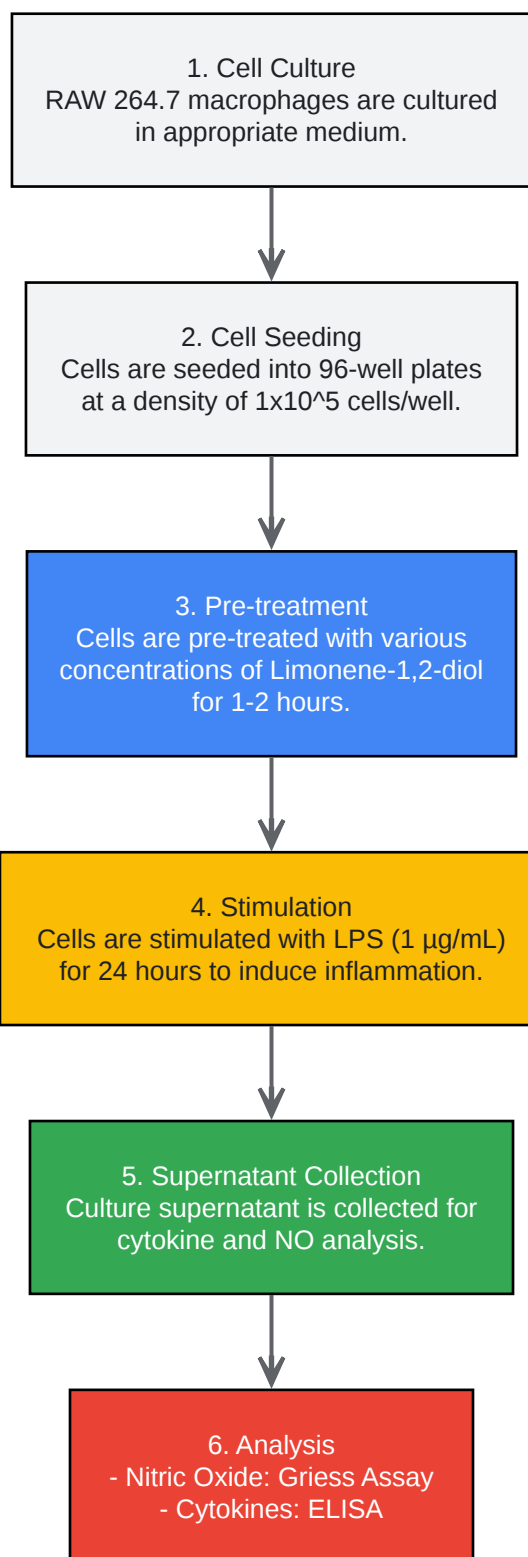 1. Cell Culture
RAW 264.7 macrophages are cultured
in appropriate medium.
2. Cell Seeding
Cells are seeded into 96-well plates
at a density of 1x10^5 cells/well.
3. Pre-treatment
Cells are pre-treated with various
concentrations of Limonene-1,2-diol
for 1-2 hours.
4. Stimulation
Cells are stimulated with LPS (1 µg/mL)
for 24 hours to induce inflammation.
5. Supernatant Collection
Culture supernatant is collected for
cytokine and NO analysis.
6. Analysis
- Nitric Oxide: Griess Assay
- Cytokines: ELISA